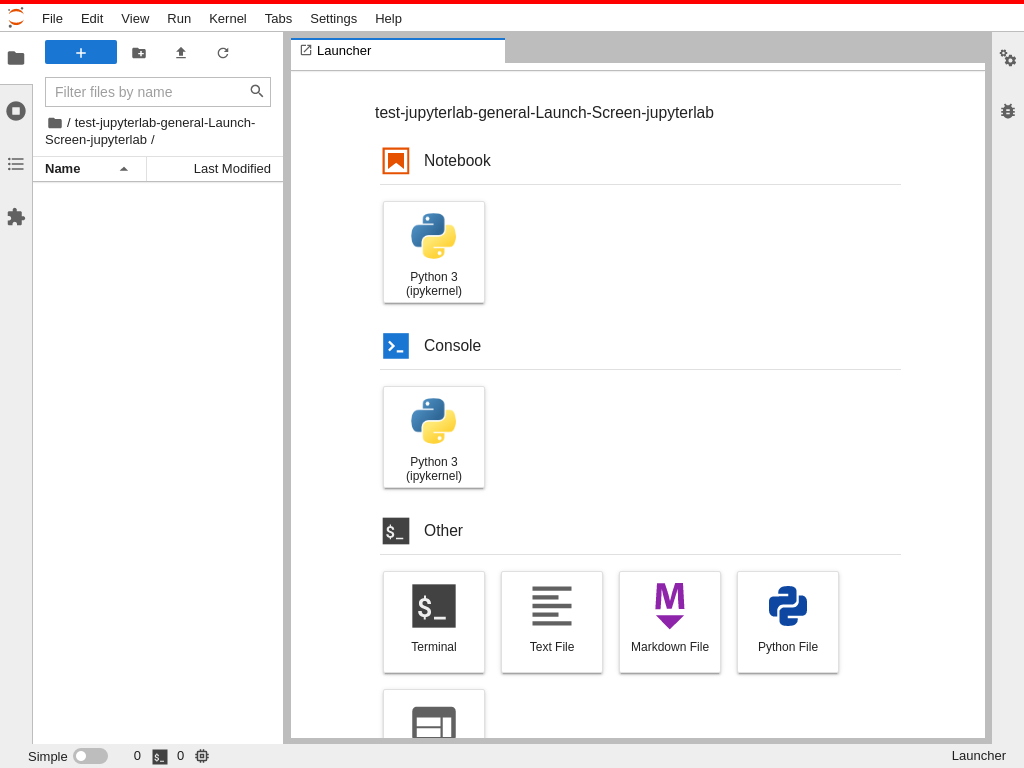 File Edit View Run Kernel Tabs Settings Help
Launcher
Filter files by name
/ test-jupyterlab-general-Launch-
Screen-jupyterlab /
Name Last Modified
test-jupyterlab-general-Launch-Screen-jupyterlab
Notebook
Python 3
(ipykernel)
Console
Python 3
(ipykernel)
$_ Other
$_
Terminal
Text File
M
Markdown File
Python File
Simple 0 $_ 0 Launcher